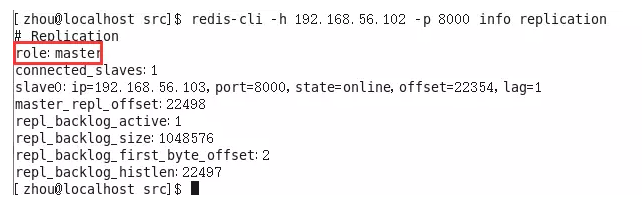 [zhou@localhost src]$ redis-cli -h 192.168.56.102 -p 8000 info replication
# Replication
role:master
connected_slaves:1
slave0:ip=192.168.56.103,port=8000,state=online,offset=22354,lag=1
master_repl_offset:22498
repl_backlog_active:1
repl_backlog_size:1048576
repl_backlog_first_byte_offset:2
repl_backlog_histlen:22497
[zhou@localhost src]$